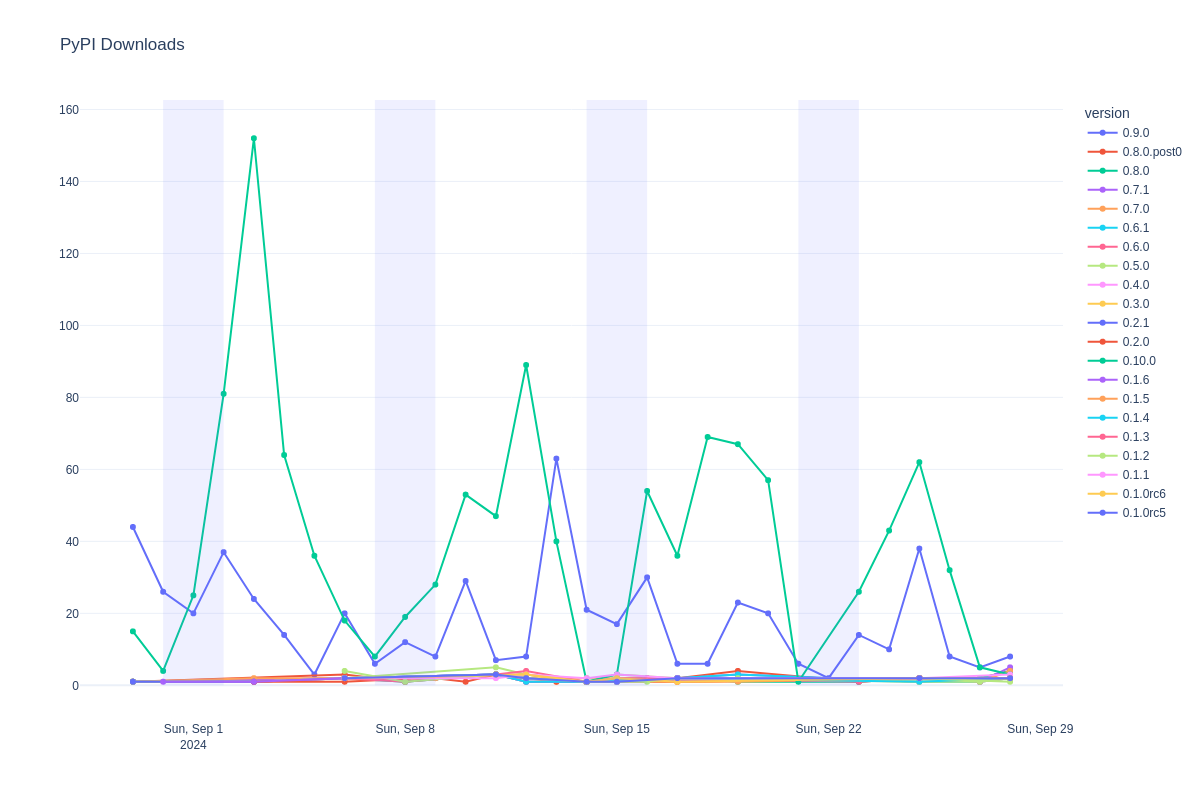 PyPI Downloads
160
140
120
100
80
60
40
20
0
Sun, Sep 1
2024
Sun, Sep 8
Sun, Sep 15
Sun, Sep 22
Sun, Sep 29
version
0.9.0
0.8.0.post0
0.8.0
0.7.1
0.7.0
0.6.1
0.6.0
0.5.0
0.4.0
0.3.0
0.2.1
0.2.0
0.10.0
0.1.6
0.1.5
0.1.4
0.1.3
0.1.2
0.1.1
0.1.0rc6
0.1.0rc5